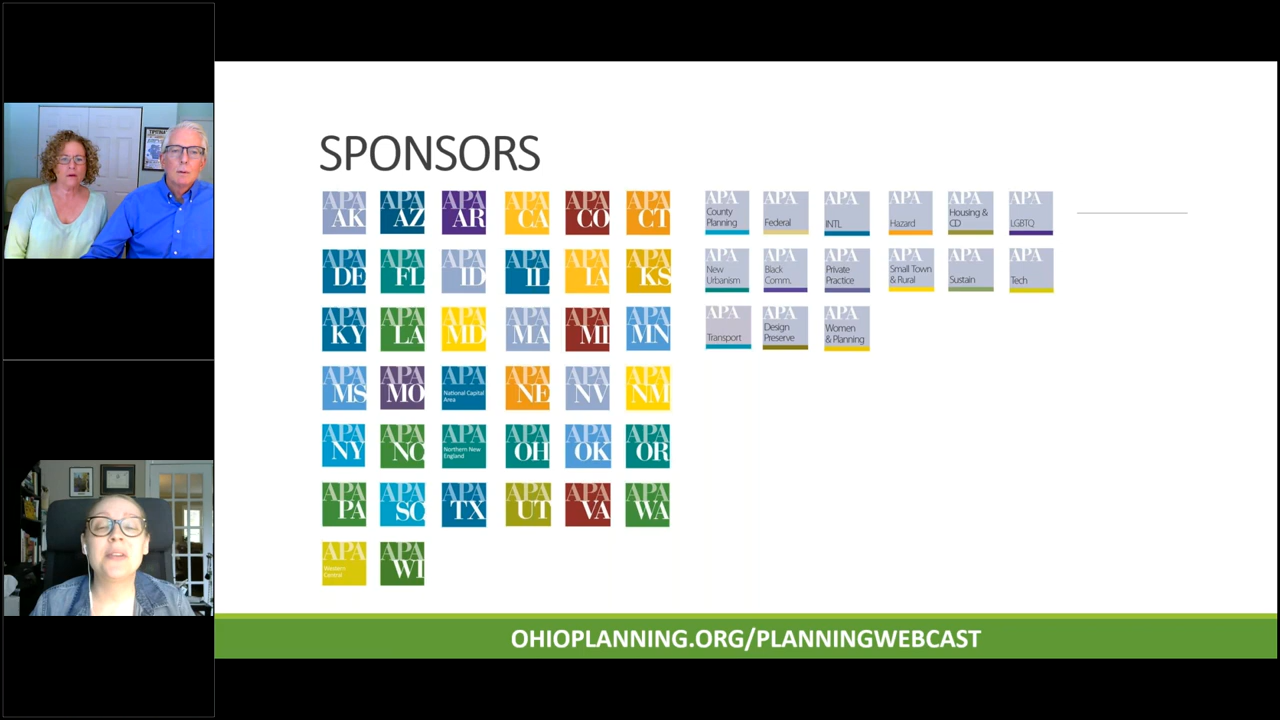 SPONSORS
APA AK
APA AZ
APA AR
APA CA
APA CO
APA CT
APA DE
APA FL
APA ID
APA IL
APA IA
APA KS
APA KY
APA LA
APA MD
APA MA
APA MI
APA MN
APA MS
APA MO
APA National Capital Area
APA NE
APA NV
APA NM
APA NY
APA NC
APA Northern New England
APA OH
APA OK
APA OR
APA PA
APA SC
APA TX
APA UT
APA VA
APA WA
APA Western Central
APA WI
APA County Planning
APA Federal
APA INTL
APA Hazard
APA Housing & CD
APA LGBTQ
APA New Urbanism
APA Black Comm.
APA Private Practice
APA Small Town & Rural
APA Sustain
APA Tech
APA Transport
APA Design Preserve
APA Women & Planning
OHIOPLANNING.ORG/PLANNINGWEBCAST